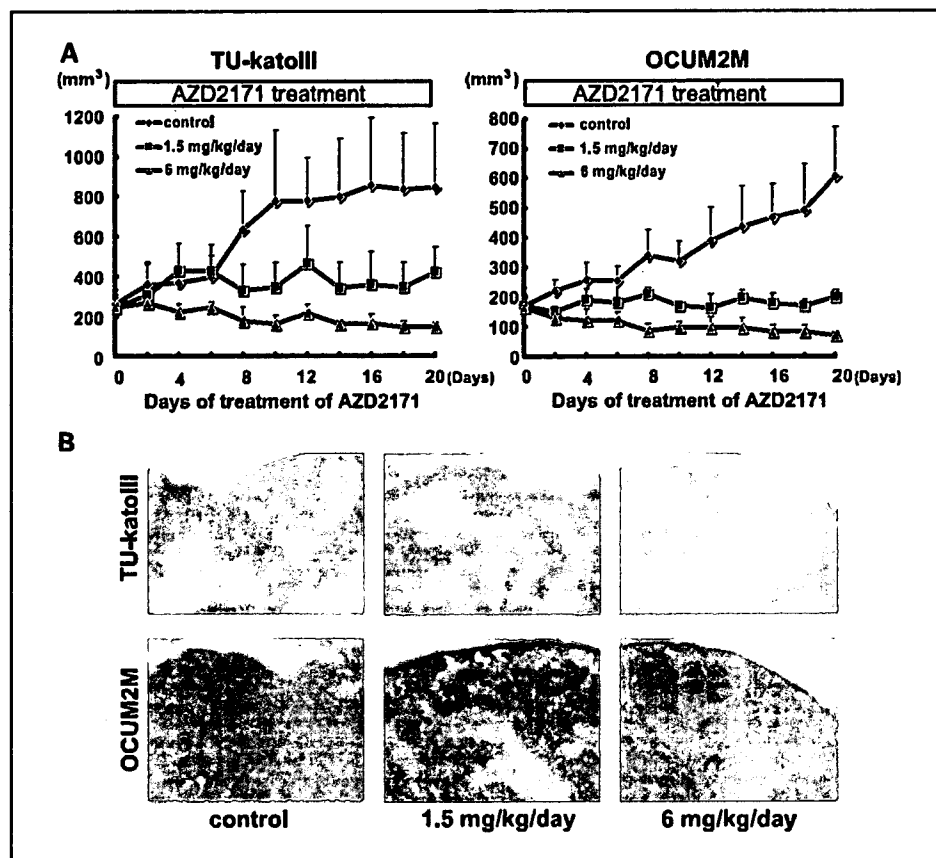 A
TU-katoIII
(mm³)
AZD2171 treatment
1200
1000
800
600
400
200
0
control
1.5 mg/kg/day
6 mg/kg/day
0 4 8 12 16 20 (Days)
Days of treatment of AZD2171
OCUM2M
(mm³)
AZD2171 treatment
800
700
600
500
400
300
200
100
0
control
1.5 mg/kg/day
6 mg/kg/day
0 4 8 12 16 20 (Days)
Days of treatment of AZD2171
B
TU-katoIII
OCUM2M
control 1.5 mg/kg/day 6 mg/kg/day